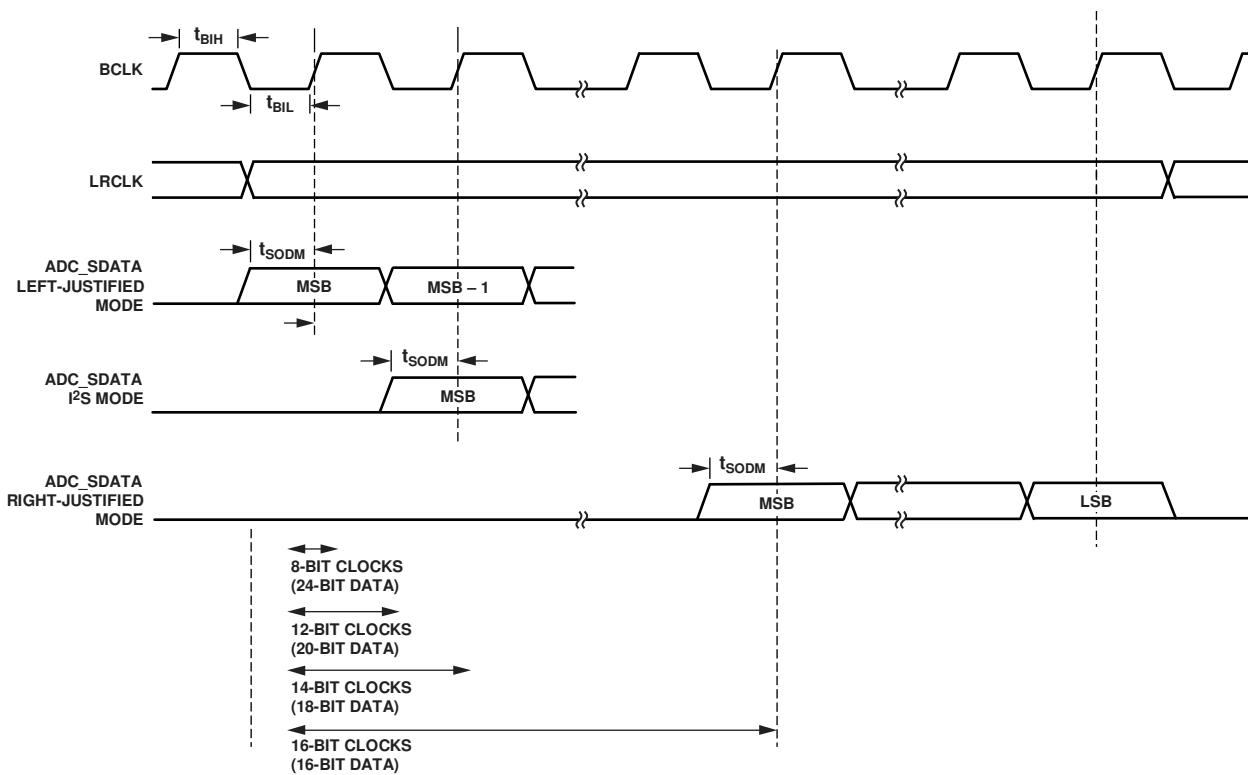 tBIH
BCLK
tBIL
LRCLK
tSODM
ADC_SDATA
LEFT-JUSTIFIED
MODE
MSB
MSB – 1
tSODM
ADC_SDATA
I2S MODE
MSB
tSODM
ADC_SDATA
RIGHT-JUSTIFIED
MODE
MSB
LSB
8-BIT CLOCKS
(24-BIT DATA)
12-BIT CLOCKS
(20-BIT DATA)
14-BIT CLOCKS
(18-BIT DATA)
16-BIT CLOCKS
(16-BIT DATA)